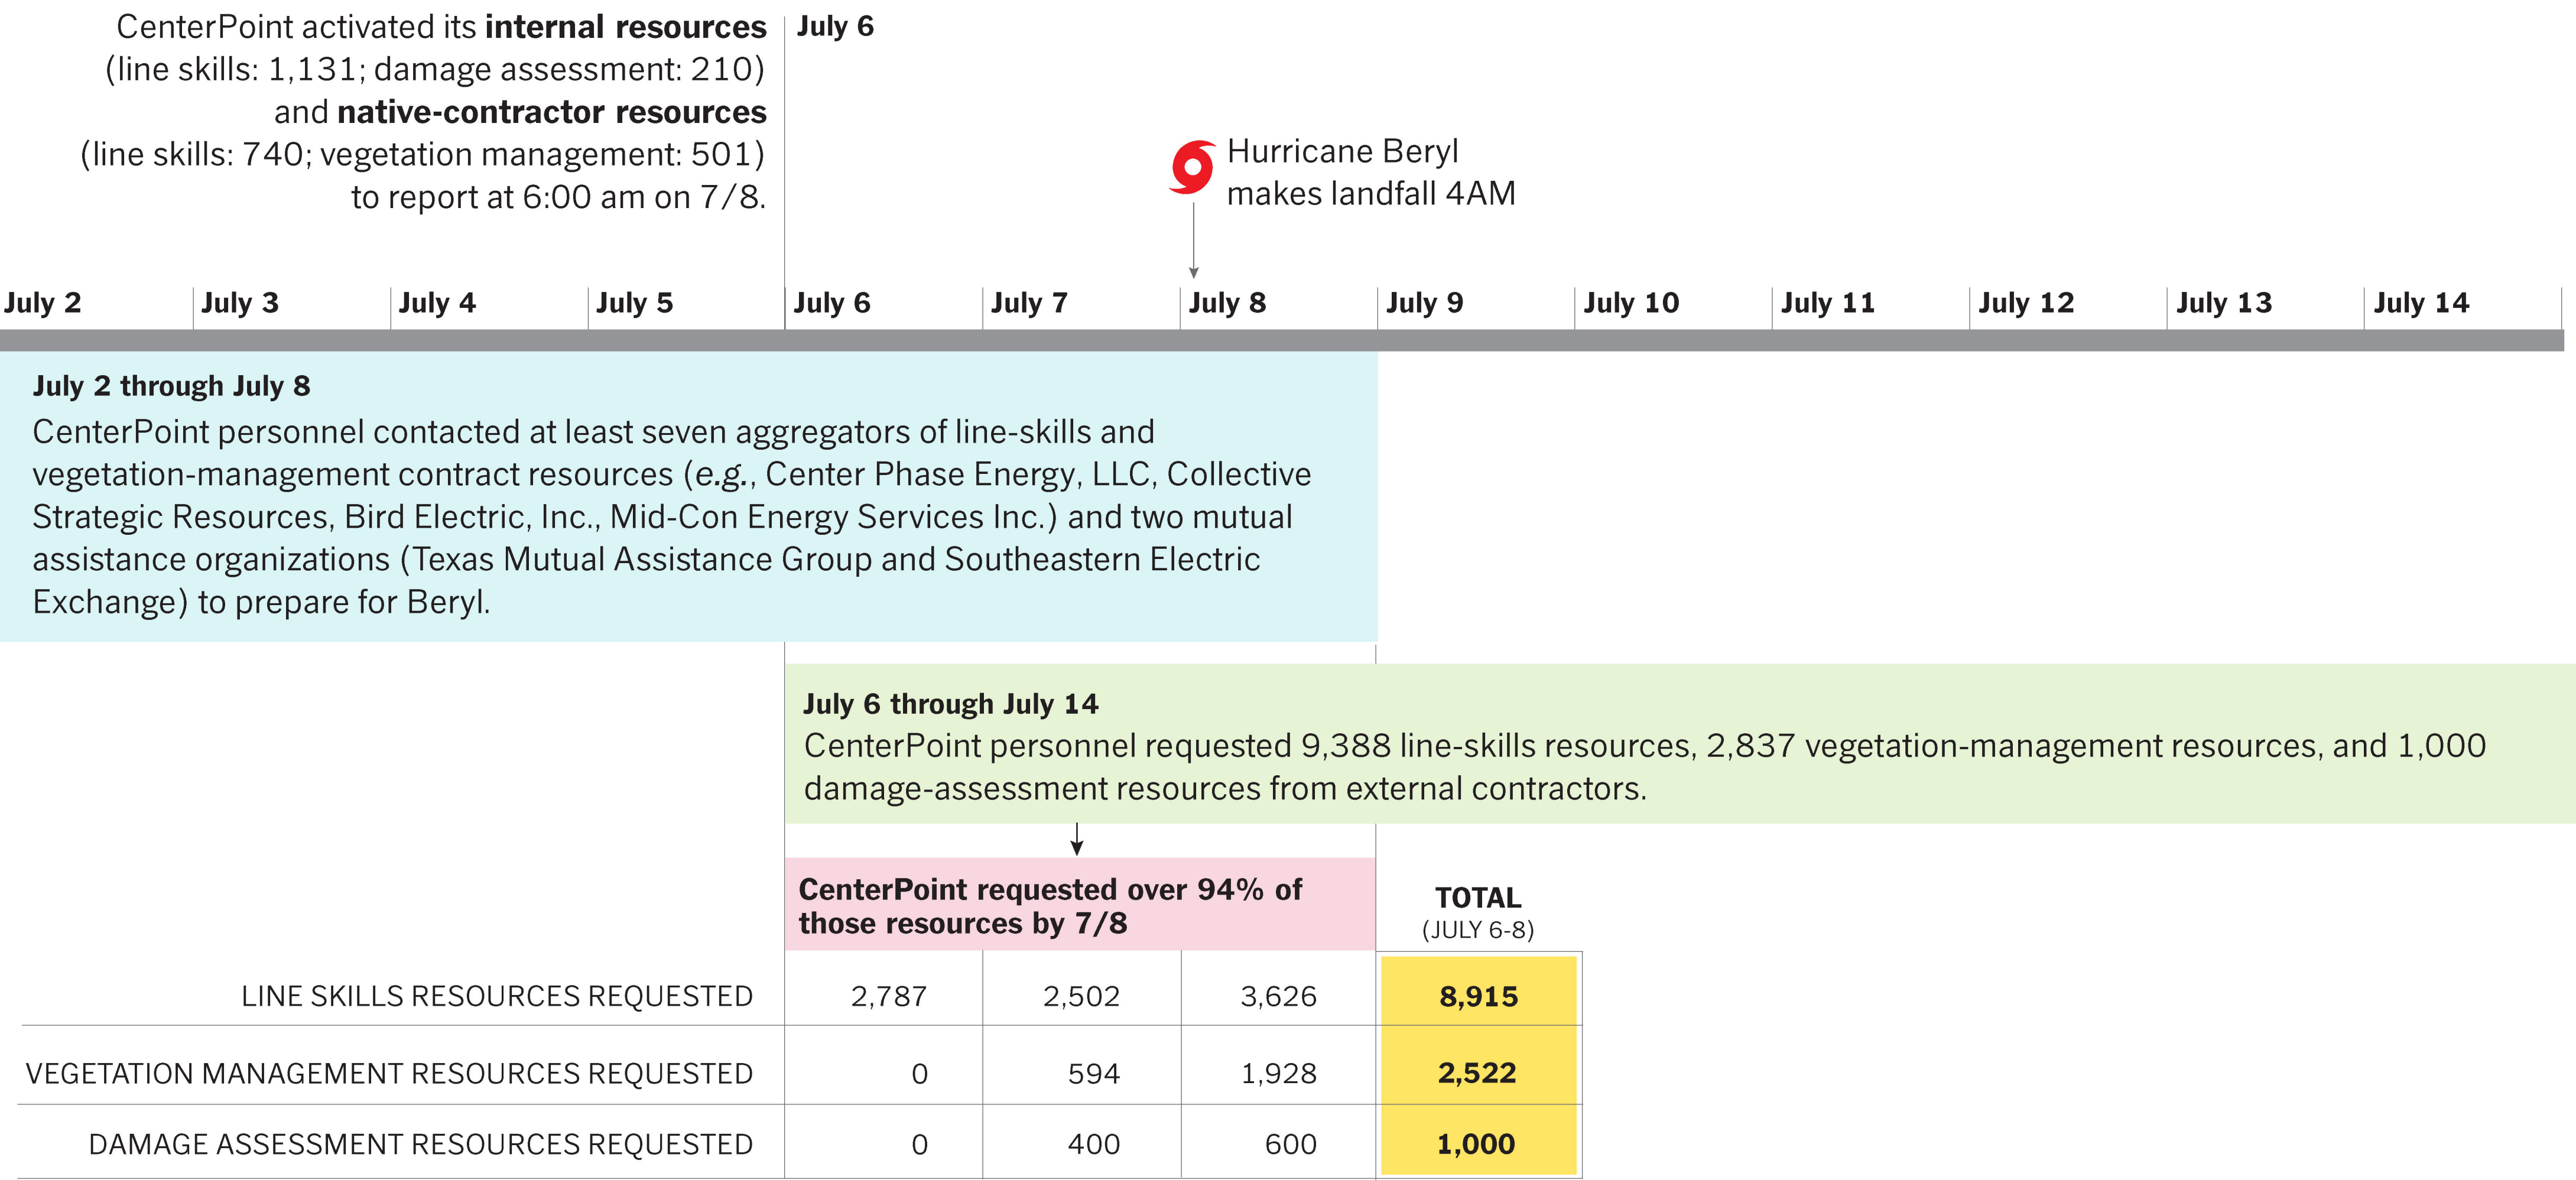 CenterPoint activated its internal resources
(line skills: 1,131; damage assessment: 210)
and native-contractor resources
(line skills: 740; vegetation management: 501)
to report at 6:00 am on 7/8.
July 6
Hurricane Beryl
makes landfall 4AM
July 2
July 3
July 4
July 5
July 6
July 7
July 8
July 9
July 10
July 11
July 12
July 13
July 14
July 2 through July 8
CenterPoint personnel contacted at least seven aggregators of line-skills and
vegetation-management contract resources (e.g., Center Phase Energy, LLC, Collective
Strategic Resources, Bird Electric, Inc., Mid-Con Energy Services Inc.) and two mutual
assistance organizations (Texas Mutual Assistance Group and Southeastern Electric
Exchange) to prepare for Beryl.
July 6 through July 14
CenterPoint personnel requested 9,388 line-skills resources, 2,837 vegetation-management resources, and 1,000
damage-assessment resources from external contractors.
CenterPoint requested over 94% of
those resources by 7/8
TOTAL
(JULY 6-8)
LINE SKILLS RESOURCES REQUESTED 2,787 2,502 3,626 8,915
VEGETATION MANAGEMENT RESOURCES REQUESTED 0 594 1,928 2,522
DAMAGE ASSESSMENT RESOURCES REQUESTED 0 400 600 1,000